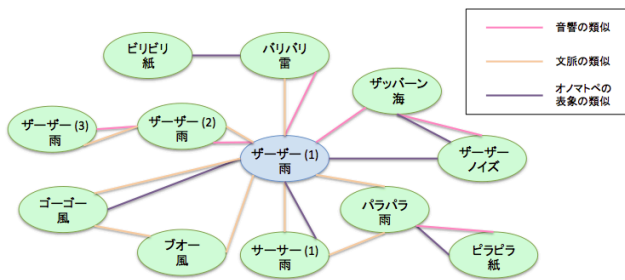 ビリビリ
紙
バリバリ
雷
音響の類似
文脈の類似
オノマトペの
表象の類似
ザッパーン
海
ザーザー (3)
雨
ザーザー (2)
雨
ザーザー (1)
雨
ザーザー
ノイズ
ゴーゴー
風
パラパラ
雨
ブオー
風
サーサー (1)
雨
ピラピラ
紙